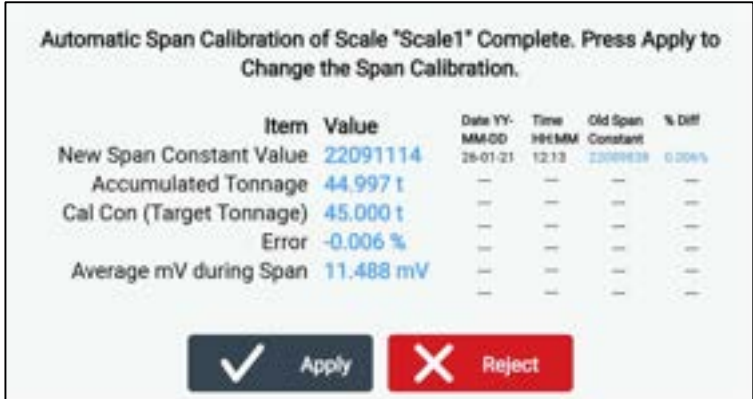 Automatic Span Calibration of Scale "Scale1" Complete. Press Apply to
Change the Span Calibration.
Item Value
New Span Constant Value 22091114
Accumulated Tonnage 44.997 t
Cal Con (Target Tonnage) 45.000 t
Error -0.006 %
Average mV during Span 11.488 mV
Date YY-MM-DD Time HH:MM Old Span Constant % Diff
26-01-21 12:13 0.006%
— — — —
— — — —
— — — —
— — — —
— — — —
— — — —
Apply Reject